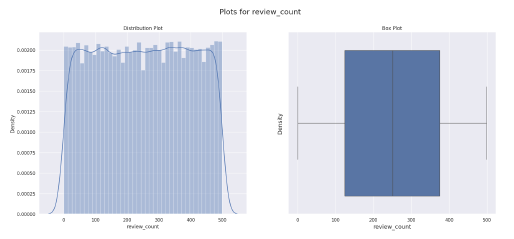 Plots for review_count
Distribution Plot
Box Plot
0.00200
0.00175
0.00150
0.00125
0.00100
0.00075
0.00050
0.00025
0.00000
Density
0 100 200 300 400 500
review_count
Density
0 100 200 300 400 500
review_count